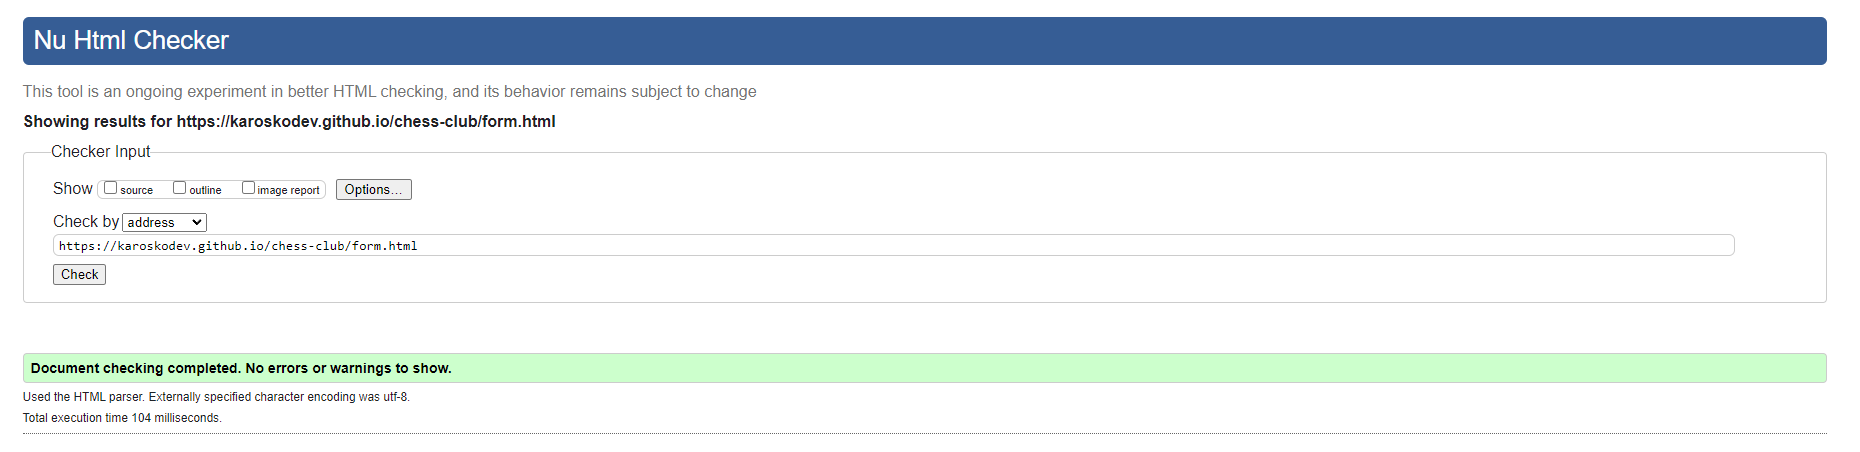 Nu Html Checker
This tool is an ongoing experiment in better HTML checking, and its behavior remains subject to change
Showing results for https://karoskodev.github.io/chess-club/form.html
Checker Input
Show source outline image report Options...
Check by address
https://karoskodev.github.io/chess-club/form.html
Check
Document checking completed. No errors or warnings to show.
Used the HTML parser. Externally specified character encoding was utf-8.
Total execution time 104 milliseconds.